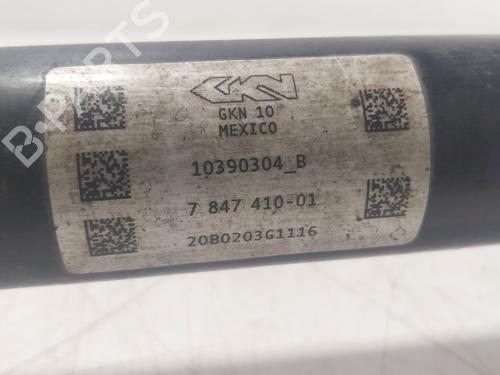 B-PARTS
GKN
GKN 10
MEXICO
10390304_B
7 847 410-01
20B0203G1116